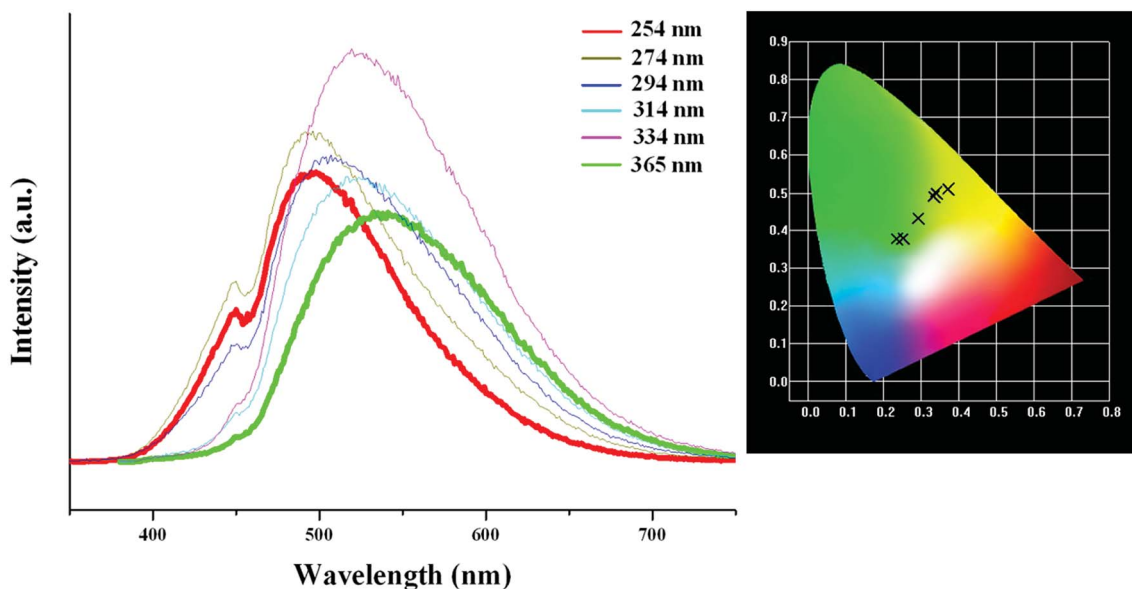 Intensity (a.u.)
254 nm
274 nm
294 nm
314 nm
334 nm
365 nm
400 500 600 700
Wavelength (nm)
0.9
0.8
0.7
0.6
0.5
0.4
0.3
0.2
0.1
0.0
0.0 0.1 0.2 0.3 0.4 0.5 0.6 0.7 0.8